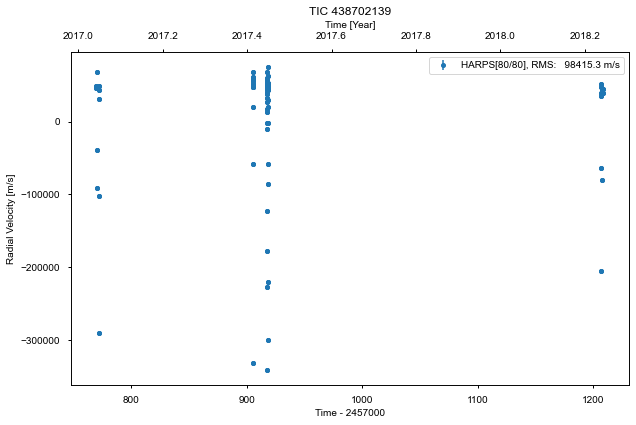 TIC 438702139
Time [Year]
2017.0 2017.2 2017.4 2017.6 2017.8 2018.0 2018.2
HARPS[80/80], RMS: 98415.3 m/s
0
−100000
−200000
−300000
Radial Velocity [m/s]
800 900 1000 1100 1200
Time - 2457000